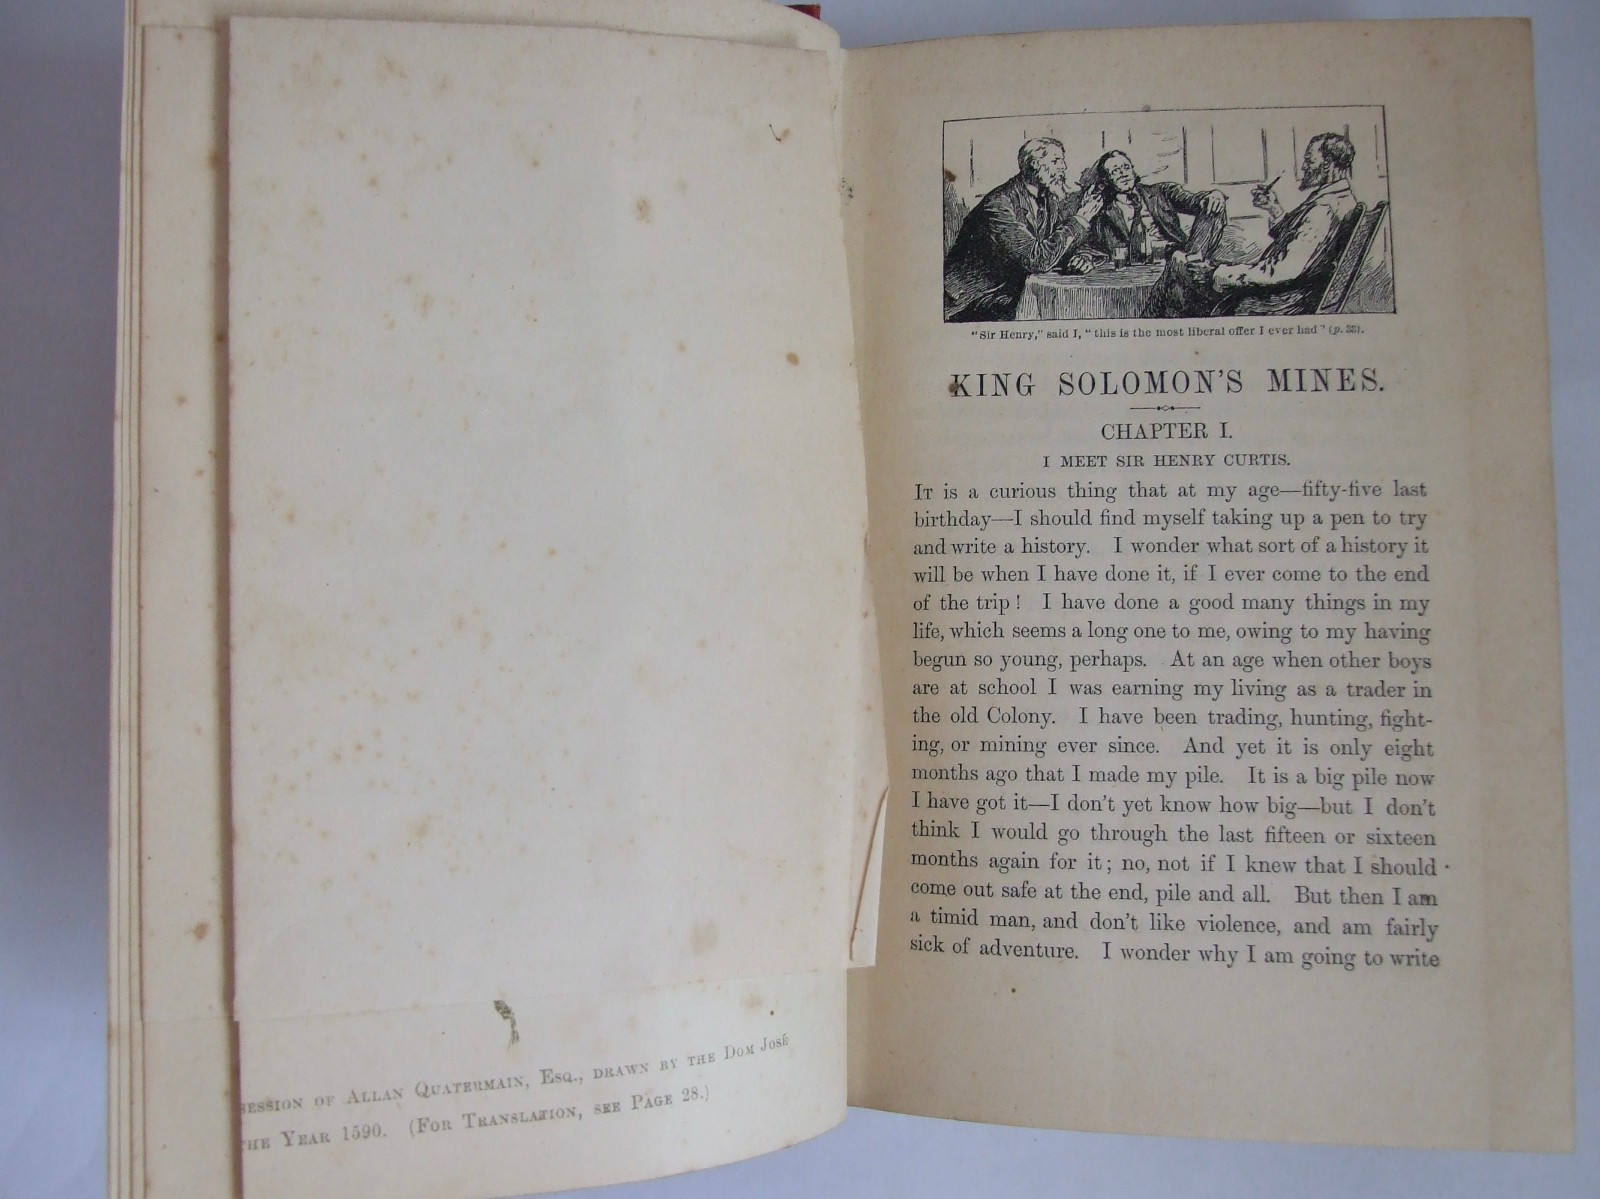 SESSION OF ALLAN QUATERMAIN, ESQ., DRAWN BY THE DOM JOSÉ
THE YEAR 1590. (FOR TRANSLATION, SEE PAGE 28.)
"Sir Henry," said I, "this is the most liberal offer I ever had" (p. 33).
KING SOLOMON'S MINES.
CHAPTER I.
I MEET SIR HENRY CURTIS.
IT is a curious thing that at my age—fifty-five last
birthday—I should find myself taking up a pen to try
and write a history. I wonder what sort of a history it
will be when I have done it, if I ever come to the end
of the trip! I have done a good many things in my
life, which seems a long one to me, owing to my having
begun so young, perhaps. At an age when other boys
are at school I was earning my living as a trader in
the old Colony. I have been trading, hunting, fight-
ing, or mining ever since. And yet it is only eight
months ago that I made my pile. It is a big pile now
I have got it—I don't yet know how big—but I don't
think I would go through the last fifteen or sixteen
months again for it; no, not if I knew that I should
come out safe at the end, pile and all. But then I am
a timid man, and don't like violence, and am fairly
sick of adventure. I wonder why I am going to write